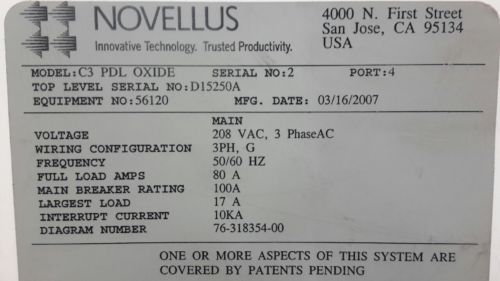 NOVELLUS
Innovative Technology. Trusted Productivity.
4000 N. First Street
San Jose, CA 95134
USA
MODEL:C3 PDL OXIDE SERIAL NO:2 PORT:4
TOP LEVEL SERIAL NO:D15250A
EQUIPMENT NO:56120 MFG. DATE: 03/16/2007
MAIN
VOLTAGE 208 VAC, 3 PhaseAC
WIRING CONFIGURATION 3PH, G
FREQUENCY 50/60 HZ
FULL LOAD AMPS 80 A
MAIN BREAKER RATING 100A
LARGEST LOAD 17 A
INTERRUPT CURRENT 10KA
DIAGRAM NUMBER 76-318354-00
ONE OR MORE ASPECTS OF THIS SYSTEM ARE
COVERED BY PATENTS PENDING